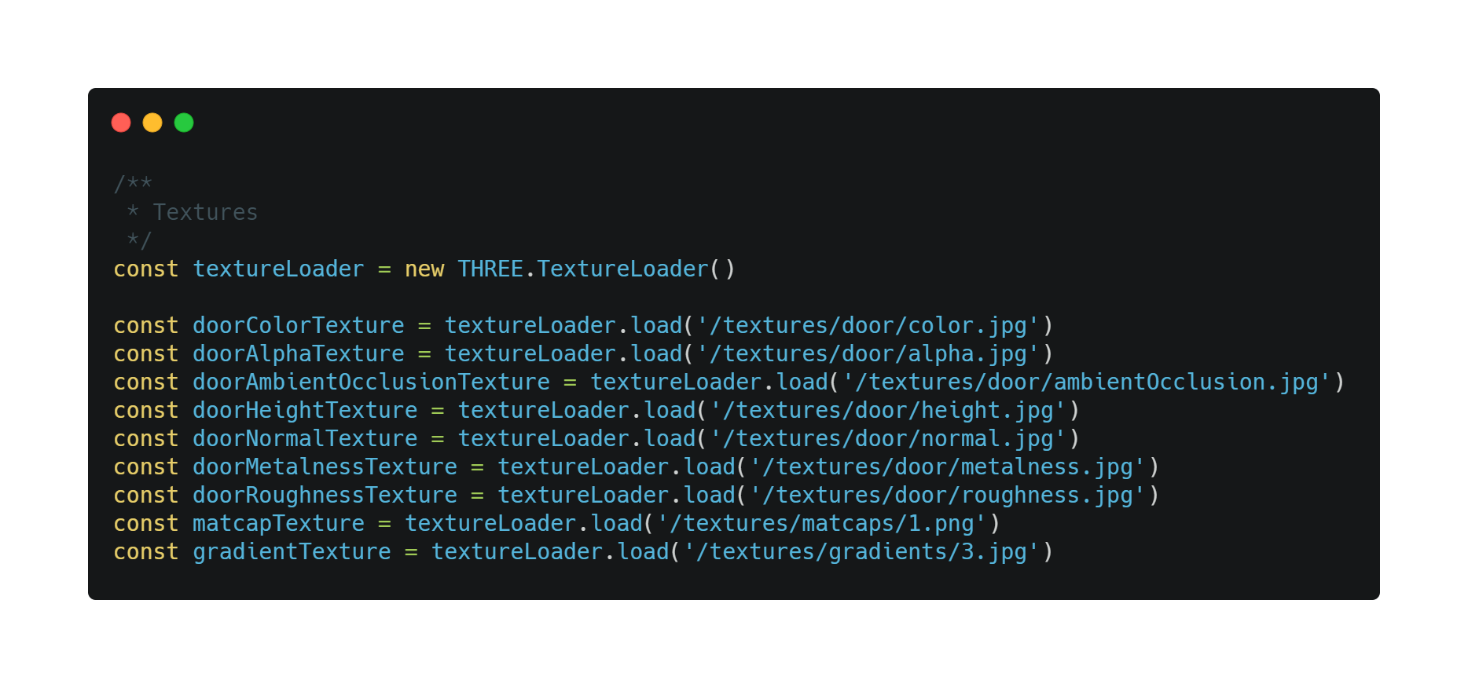 /**
 * Textures
 */
const textureLoader = new THREE.TextureLoader()
const doorColorTexture = textureLoader.load('/textures/door/color.jpg')
const doorAlphaTexture = textureLoader.load('/textures/door/alpha.jpg')
const doorAmbientOcclusionTexture = textureLoader.load('/textures/door/ambientOcclusion.jpg')
const doorHeightTexture = textureLoader.load('/textures/door/height.jpg')
const doorNormalTexture = textureLoader.load('/textures/door/normal.jpg')
const doorMetalnessTexture = textureLoader.load('/textures/door/metalness.jpg')
const doorRoughnessTexture = textureLoader.load('/textures/door/roughness.jpg')
const matcapTexture = textureLoader.load('/textures/matcaps/1.png')
const gradientTexture = textureLoader.load('/textures/gradients/3.jpg')